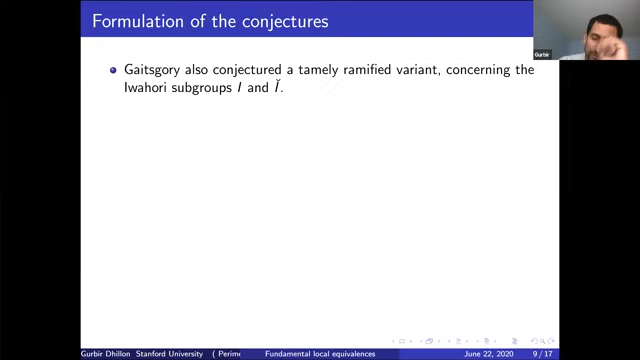 Formulation of the conjectures
Gurbir
Gaitsgory also conjectured a tamely ramified variant, concerning the
Iwahori subgroups I and Ǐ.
Gurbir Dhillon Stanford University ( Perime Fundamental local equivalences June 22, 2020 9 / 17